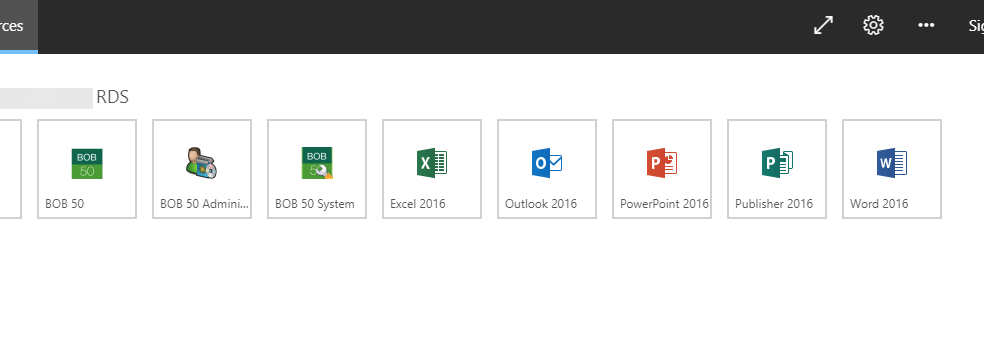 rces
Sig
RDS
BOB 50
BOB 50
BOB 50 Admini...
BOB 50
BOB 50 System
X
Excel 2016
O
Outlook 2016
P
PowerPoint 2016
P
Publisher 2016
W
Word 2016